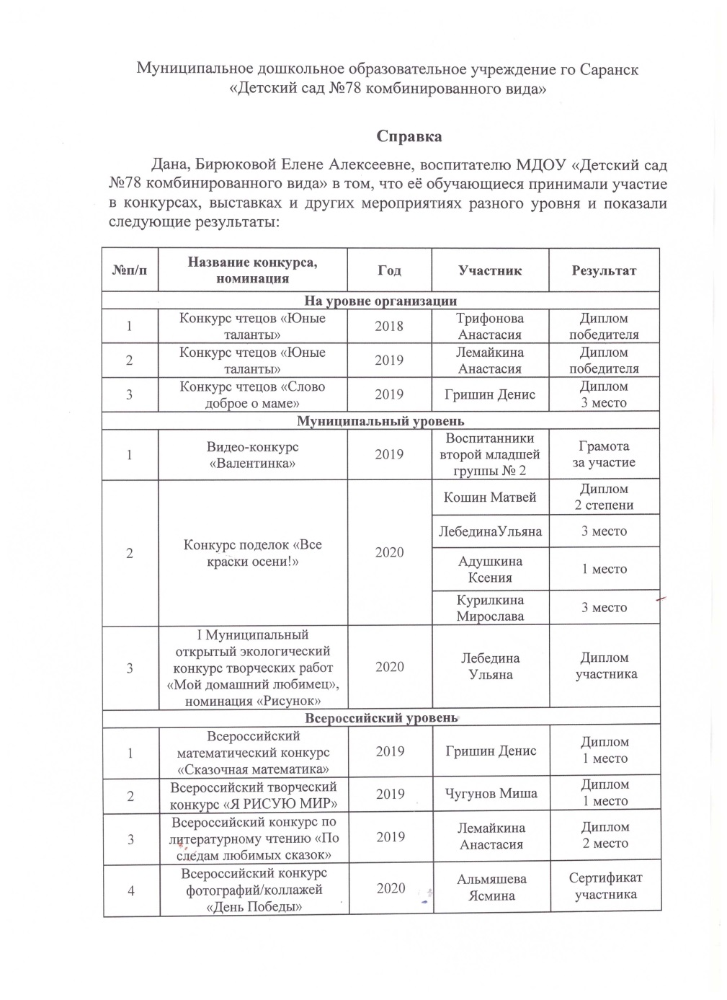 Муниципальное дошкольное образовательное учреждение го Саранск
«Детский сад №78 комбинированного вида»
Справка
Дана, Бирюковой Елене Алексеевне, воспитателю МДОУ «Детский сад
№78 комбинированного вида» в том, что её обучающиеся принимали участие
в конкурсах, выставках и других мероприятиях разного уровня и показали
следующие результаты:
№п/п
Название конкурса,
номинация
Год
Участник
Результат
На уровне организации
1
Конкурс чтецов «Юные
таланты»
2018
Трифонова
Анастасия
Диплом
победителя
2
Конкурс чтецов «Юные
таланты»
2019
Лемайкина
Анастасия
Диплом
победителя
3
Конкурс чтецов «Слово
доброе о маме»
2019
Гришин Денис
Диплом
3 место
Муниципальный уровень
1
Видео-конкурс
«Валентинка»
2019
Воспитанники
второй младшей
группы № 2
Грамота
за участие
2
Конкурс поделок «Все
краски осени!»
2020
Кошин Матвей
Диплом
2 степени
ЛебединаУльяна
3 место
Адушкина
Ксения
1 место
Курилкина
Мирослава
3 место
3
I Муниципальный
открытый экологический
конкурс творческих работ
«Мой домашний любимец»,
номинация «Рисунок»
2020
Лебедина
Ульяна
Диплом
участника
Всероссийский уровень
1
Всероссийский
математический конкурс
«Сказочная математика»
2019
Гришин Денис
Диплом
1 место
2
Всероссийский творческий
конкурс «Я РИСУЮ МИР»
2019
Чугунов Миша
Диплом
1 место
3
Всероссийский конкурс по
литературному чтению «По
следам любимых сказок»
2019
Лемайкина
Анастасия
Диплом
2 место
4
Всероссийский конкурс
фотографий/коллажей
«День Победы»
2020
Альмяшева
Ясмина
Сертификат
участника